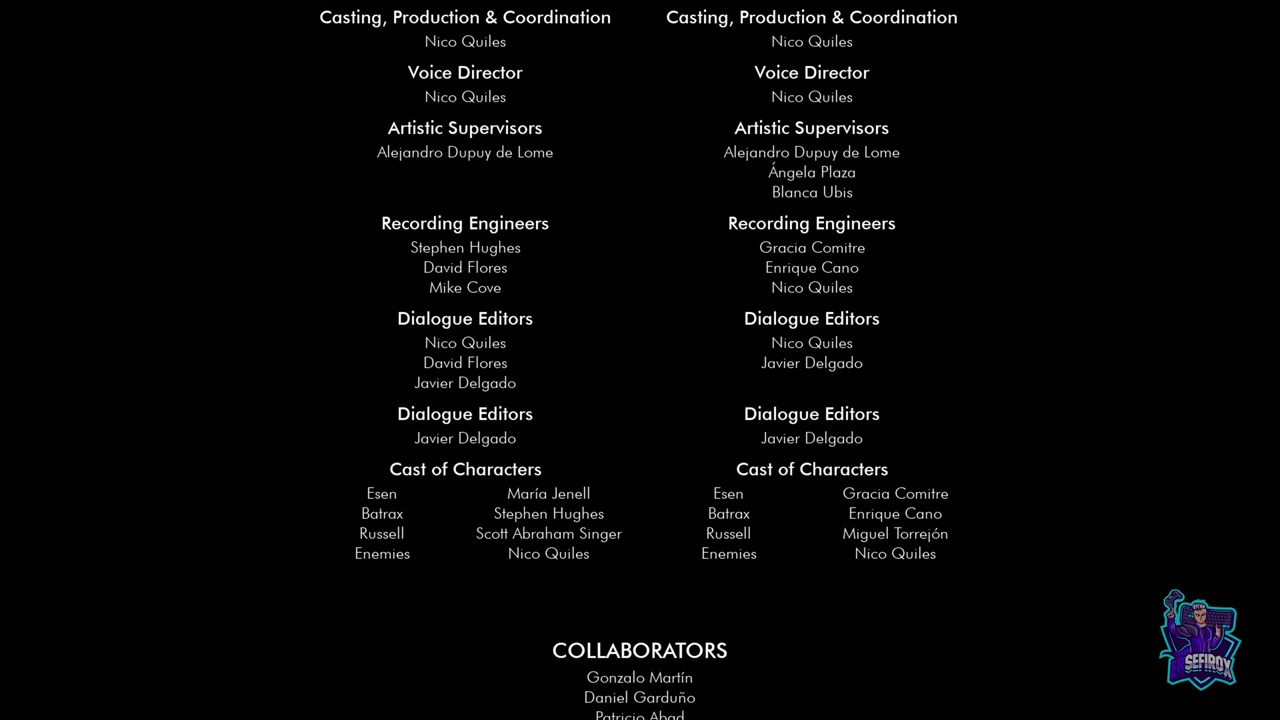 Casting, Production & Coordination
Nico Quiles
Voice Director
Nico Quiles
Artistic Supervisors
Alejandro Dupuy de Lome
Recording Engineers
Stephen Hughes
David Flores
Mike Cove
Dialogue Editors
Nico Quiles
David Flores
Javier Delgado
Dialogue Editors
Javier Delgado
Cast of Characters
Esen María Jenell
Batrax Stephen Hughes
Russell Scott Abraham Singer
Enemies Nico Quiles
Casting, Production & Coordination
Nico Quiles
Voice Director
Nico Quiles
Artistic Supervisors
Alejandro Dupuy de Lome
Ángela Plaza
Blanca Ubis
Recording Engineers
Gracia Comitre
Enrique Cano
Nico Quiles
Dialogue Editors
Nico Quiles
Javier Delgado
Dialogue Editors
Javier Delgado
Cast of Characters
Esen Gracia Comitre
Batrax Enrique Cano
Russell Miguel Torrejón
Enemies Nico Quiles
COLLABORATORS
Gonzalo Martín
Daniel Garduño
Patricio Abad
SEFIROX